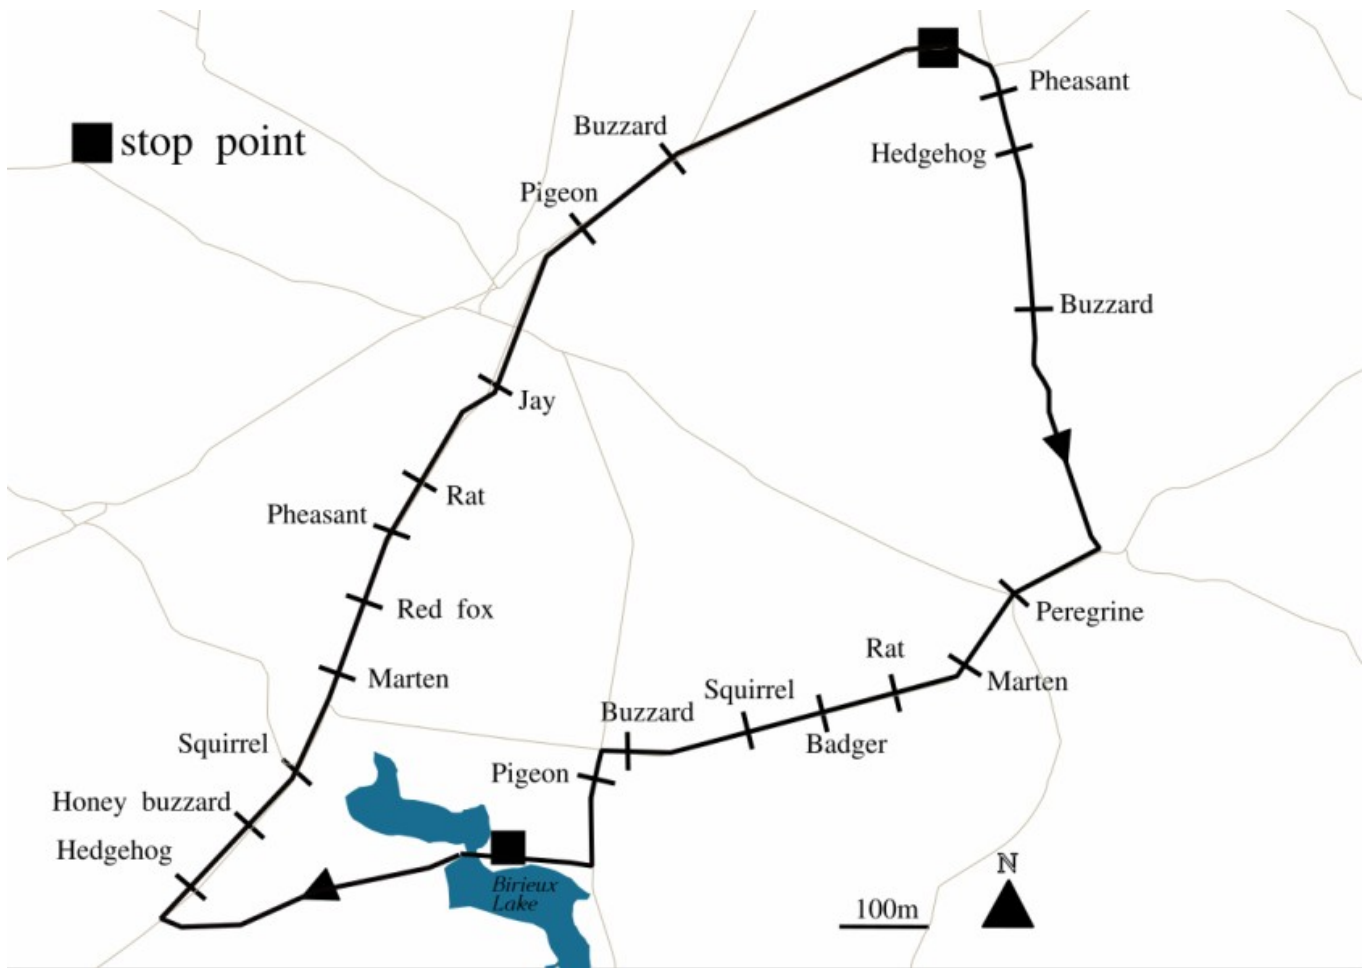 Pheasant
Buzzard
stop point
Hedgehog
Pigeon
Buzzard
Jay
Rat
Pheasant
Red fox
Peregrine
Rat
Marten
Marten
Squirrel
Buzzard
Squirrel
Badger
Pigeon
Honey buzzard
Hedgehog
N
Birieux
Lake
100m